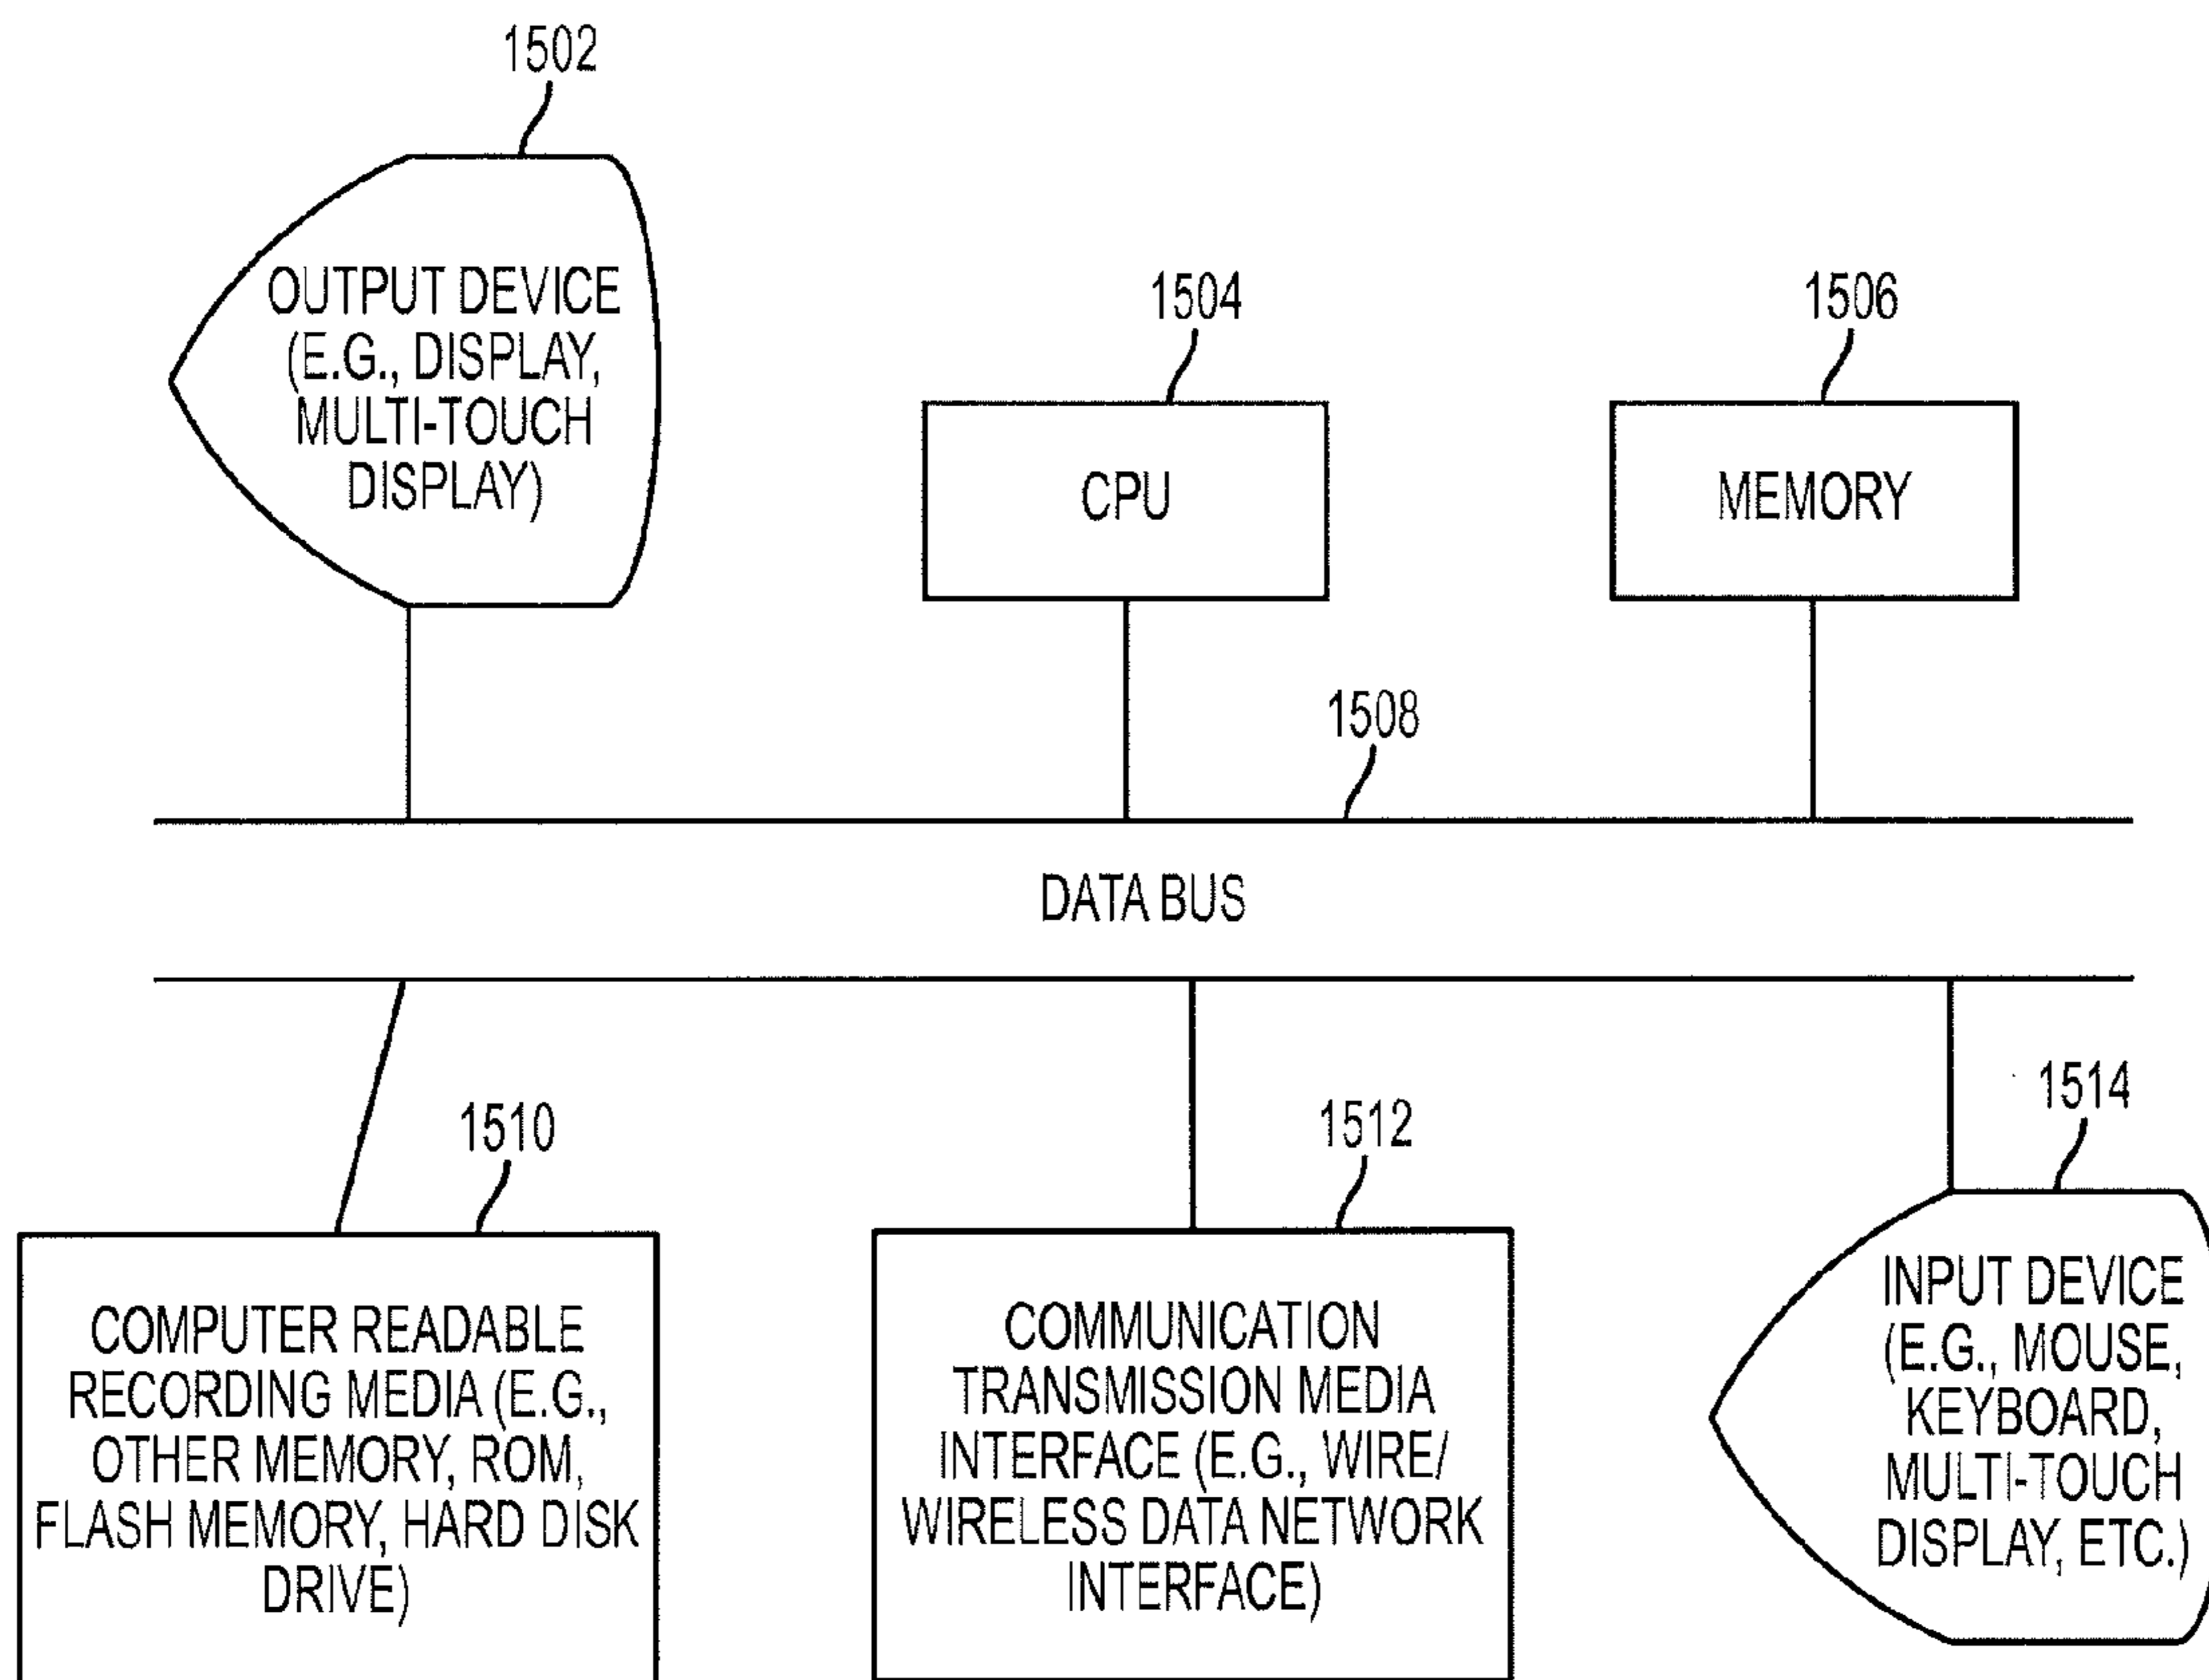 1502
OUTPUT DEVICE
(E.G., DISPLAY,
MULTI-TOUCH
DISPLAY)
1504
CPU
1506
MEMORY
1508
DATA BUS
1510
COMPUTER READABLE
RECORDING MEDIA (E.G.,
OTHER MEMORY, ROM,
FLASH MEMORY, HARD DISK
DRIVE)
1512
COMMUNICATION
TRANSMISSION MEDIA
INTERFACE (E.G., WIRE/
WIRELESS DATA NETWORK
INTERFACE)
1514
INPUT DEVICE
(E.G., MOUSE,
KEYBOARD,
MULTI-TOUCH
DISPLAY, ETC.)